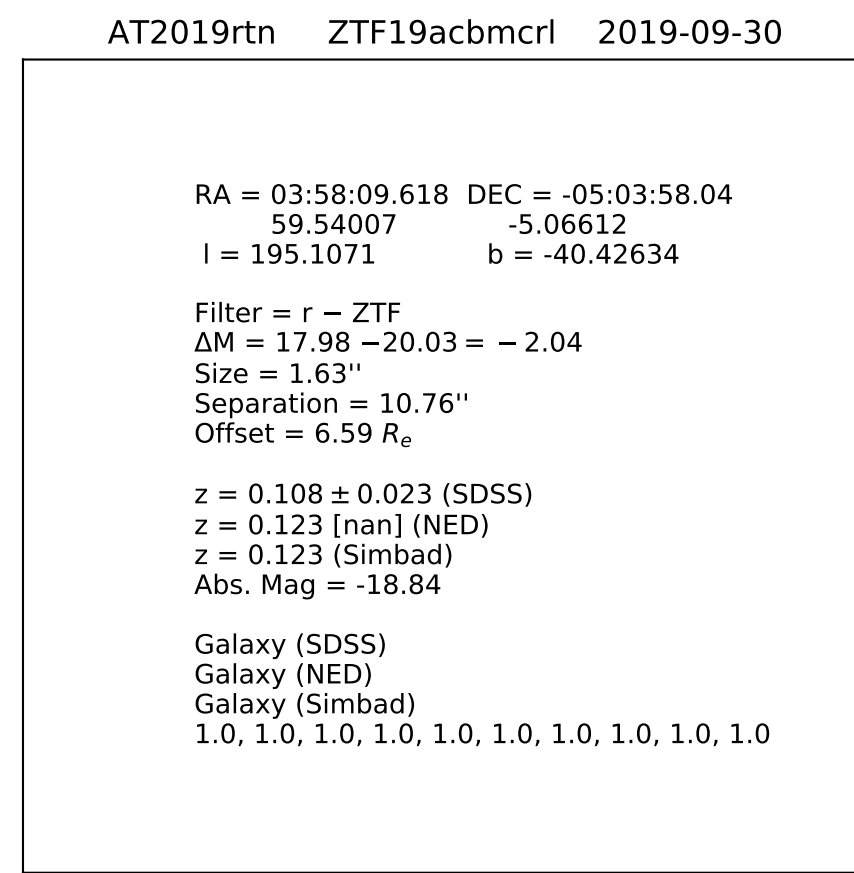 AT2019rtn ZTF19acbmcrl 2019-09-30
RA = 03:58:09.618 DEC = -05:03:58.04
59.54007 -5.06612
l = 195.1071 b = -40.42634
Filter = r − ZTF
ΔM = 17.98 −20.03 = − 2.04
Size = 1.63''
Separation = 10.76''
Offset = 6.59 Re
z = 0.108 ± 0.023 (SDSS)
z = 0.123 [nan] (NED)
z = 0.123 (Simbad)
Abs. Mag = -18.84
Galaxy (SDSS)
Galaxy (NED)
Galaxy (Simbad)
1.0, 1.0, 1.0, 1.0, 1.0, 1.0, 1.0, 1.0, 1.0, 1.0